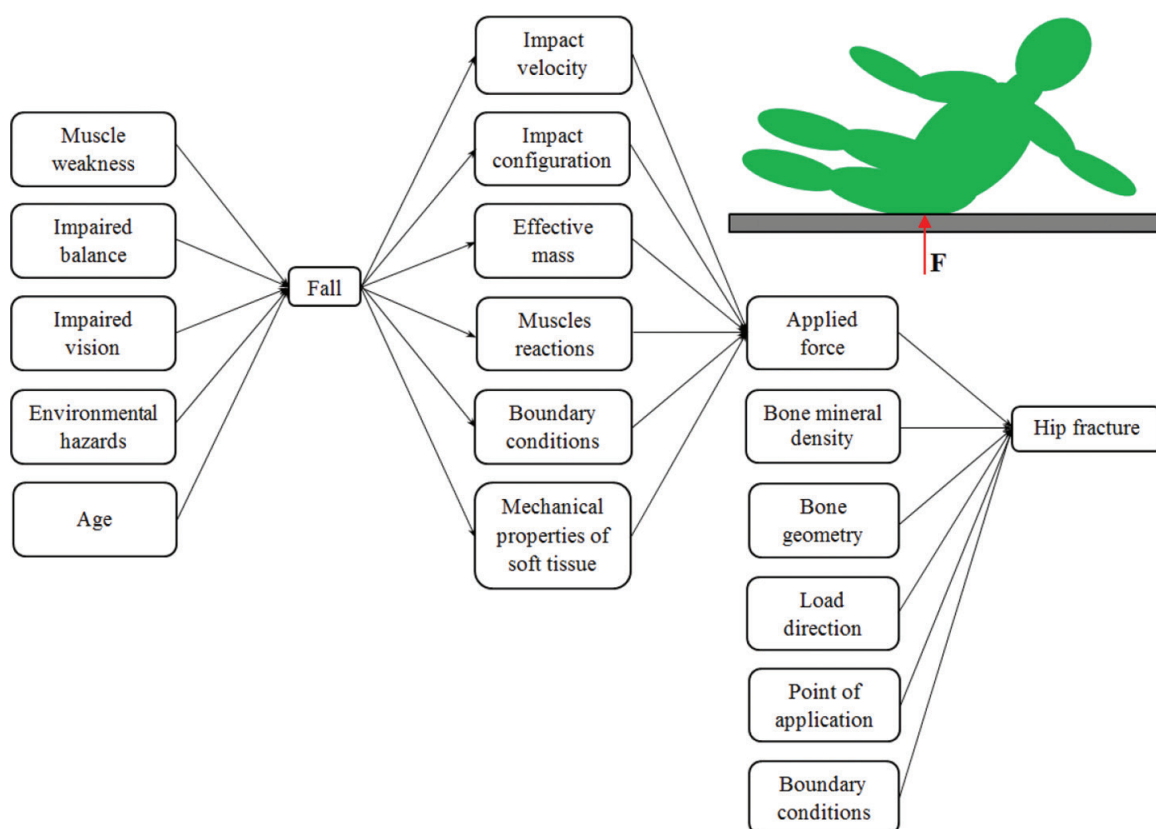 Muscle
weakness
Impaired
balance
Impaired
vision
Environmental
hazards
Age
Fall
Impact
velocity
Impact
configuration
Effective
mass
Muscles
reactions
Boundary
conditions
Mechanical
properties of
soft tissue
F
Applied
force
Bone mineral
density
Bone
geometry
Load
direction
Point of
application
Boundary
conditions
Hip fracture